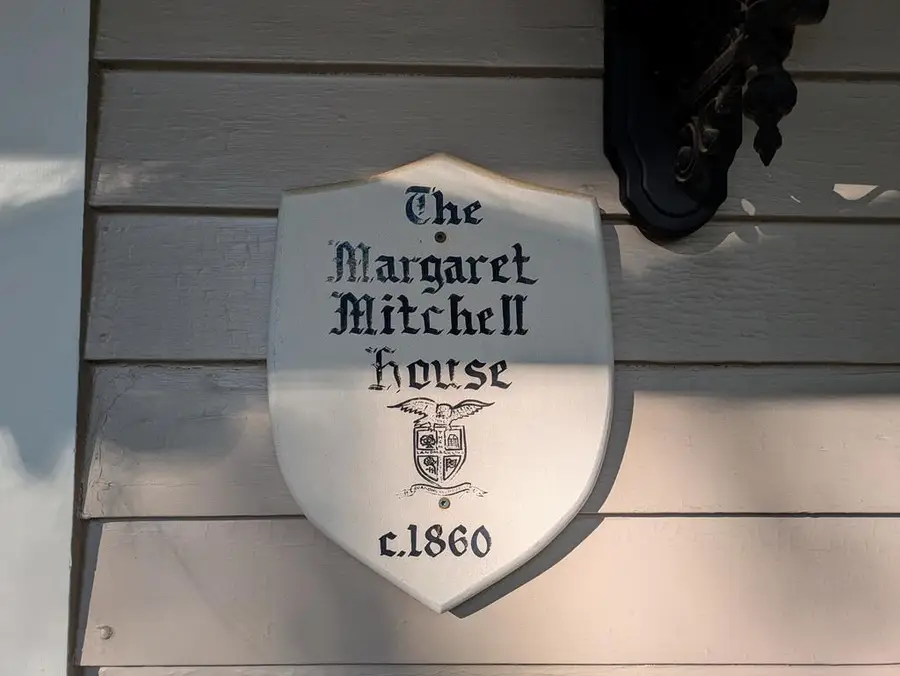 The
Margaret
Mitchell
House
c.1860